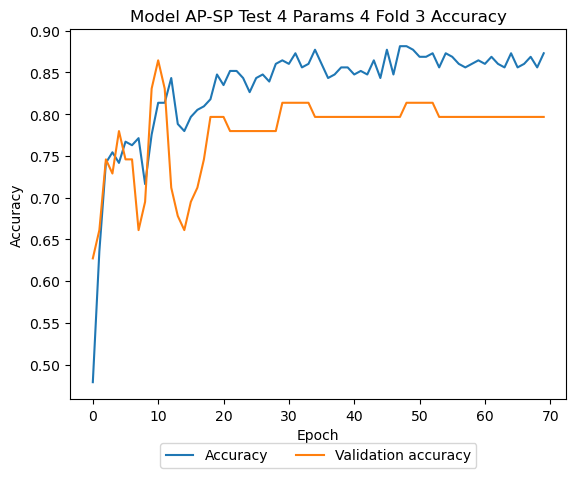 Model AP-SP Test 4 Params 4 Fold 3 Accuracy
0.90
0.85
0.80
0.75
0.70
0.65
0.60
0.55
0.50
Accuracy
0 10 20 30 40 50 60 70
Epoch
Accuracy Validation accuracy